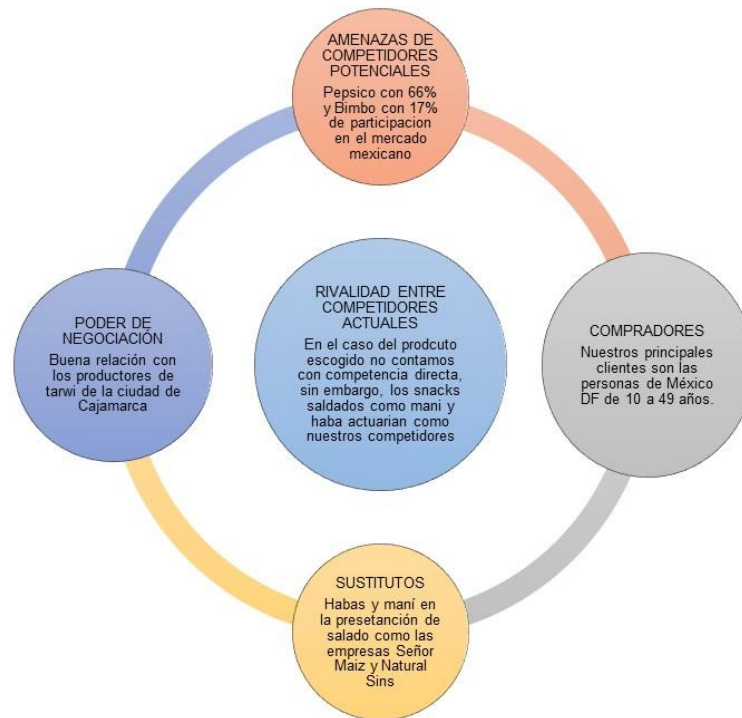 AMENAZAS DE
COMPETIDORES
POTENCIALES
Pepsico con 66%
y Bimbo con 17%
de participacion
en el mercado
mexicano
PODER DE
NEGOCIACIÓN
Buena relación con
los productores de
tarwi de la ciudad de
Cajamarca
RIVALIDAD ENTRE
COMPETIDORES
ACTUALES
En el caso del prodcuto
escogido no contamos
con competencia directa,
sin embargo, los snacks
saldados como mani y
haba actuarian como
nuestros competidores
COMPRADORES
Nuestros principales
clientes son las
personas de México
DF de 10 a 49 años.
SUSTITUTOS
Habas y maní en
la presetanción de
salado como las
empresas Señor
Maiz y Natural
Sins